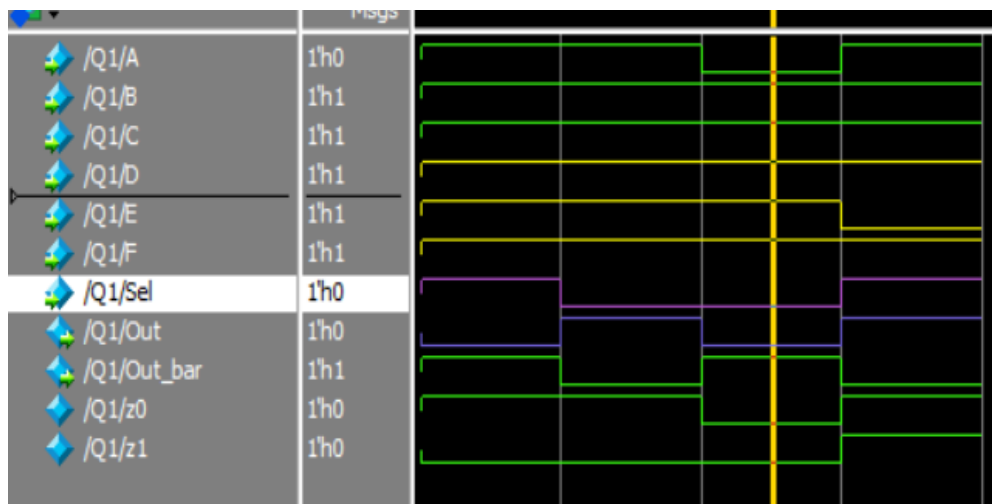 Msgs
/Q1/A 1'h0
/Q1/B 1'h1
/Q1/C 1'h1
/Q1/D 1'h1
/Q1/E 1'h1
/Q1/F 1'h1
/Q1/Sel 1'h0
/Q1/Out 1'h0
/Q1/Out_bar 1'h1
/Q1/z0 1'h0
/Q1/z1 1'h0